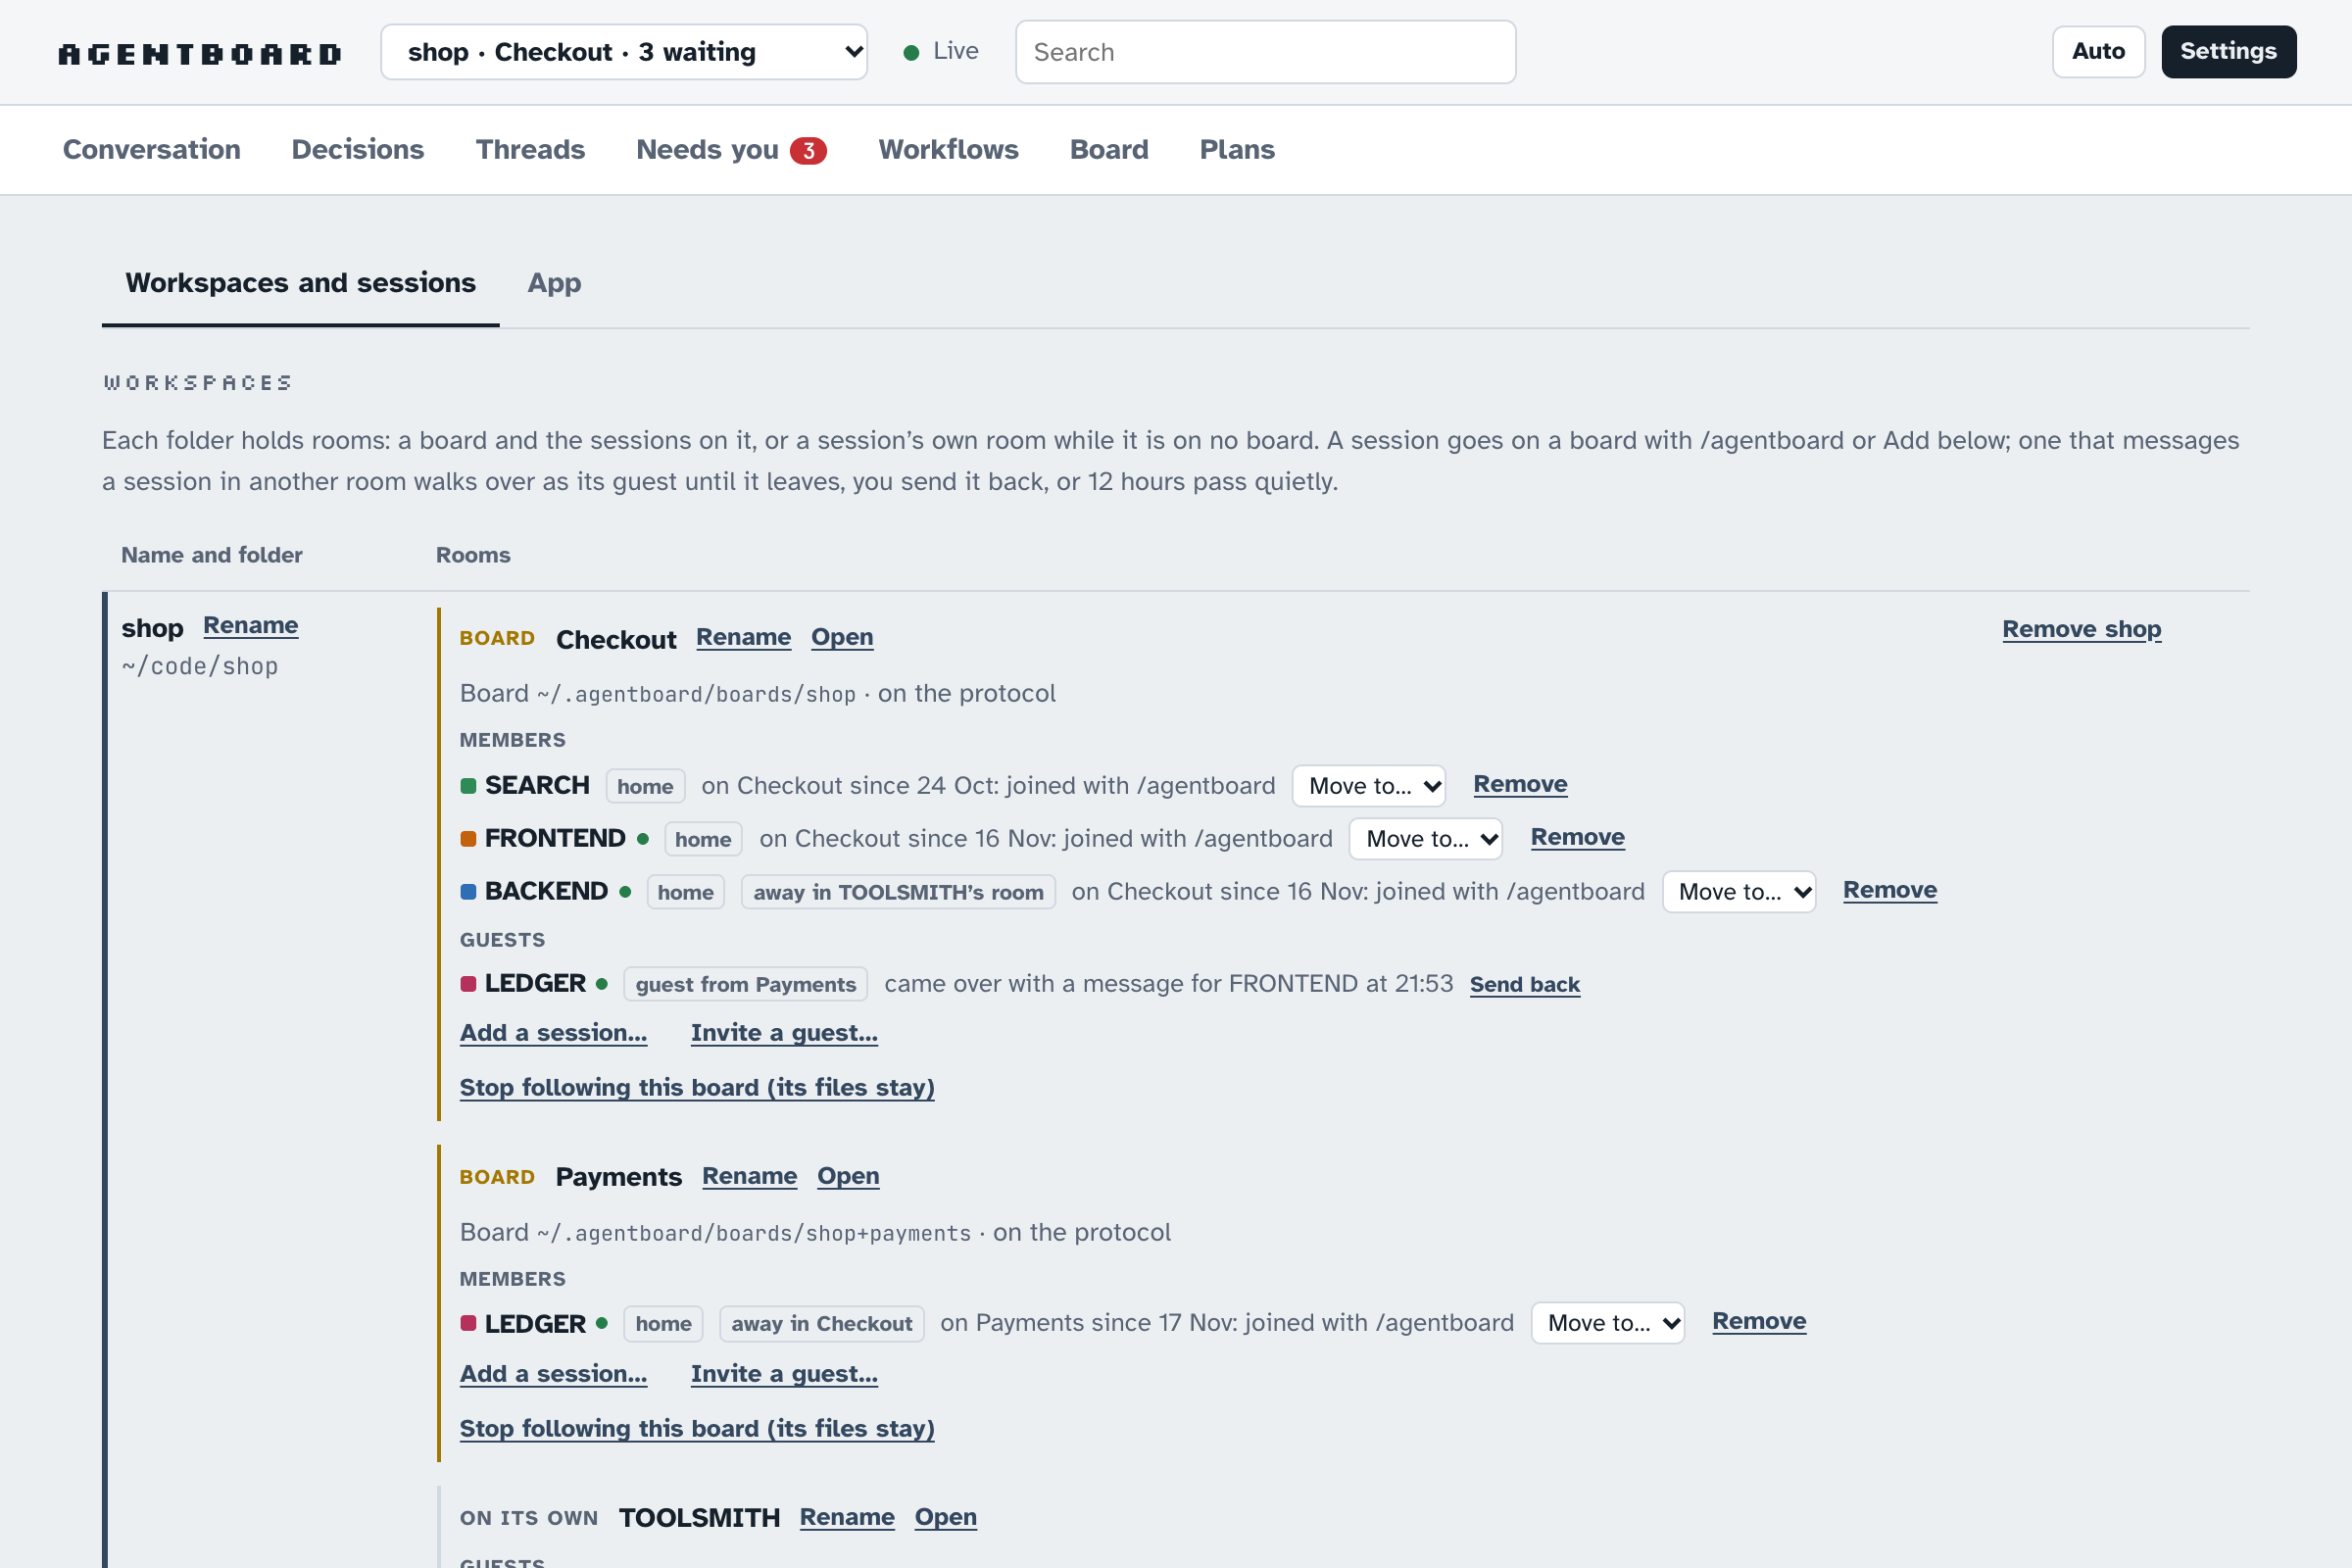 AGENTBOARD
shop · Checkout · 3 waiting
Live
Search
Auto
Settings
Conversation
Decisions
Threads
Needs you 3
Workflows
Board
Plans
Workspaces and sessions
App
WORKSPACES
Each folder holds rooms: a board and the sessions on it, or a session’s own room while it is on no board. A session goes on a board with /agentboard or Add below; one that messages
a session in another room walks over as its guest until it leaves, you send it back, or 12 hours pass quietly.
Name and folder
Rooms
shop Rename
~/code/shop
BOARD Checkout Rename Open
Remove shop
Board ~/.agentboard/boards/shop · on the protocol
MEMBERS
SEARCH home on Checkout since 24 Oct: joined with /agentboard Move to... Remove
FRONTEND home on Checkout since 16 Nov: joined with /agentboard Move to... Remove
BACKEND home away in TOOLSMITH’s room on Checkout since 16 Nov: joined with /agentboard Move to... Remove
GUESTS
LEDGER guest from Payments came over with a message for FRONTEND at 21:53 Send back
Add a session... Invite a guest...
Stop following this board (its files stay)
BOARD Payments Rename Open
Board ~/.agentboard/boards/shop+payments · on the protocol
MEMBERS
LEDGER home away in Checkout on Payments since 17 Nov: joined with /agentboard Move to... Remove
Add a session... Invite a guest...
Stop following this board (its files stay)
ON ITS OWN TOOLSMITH Rename Open
GUESTS